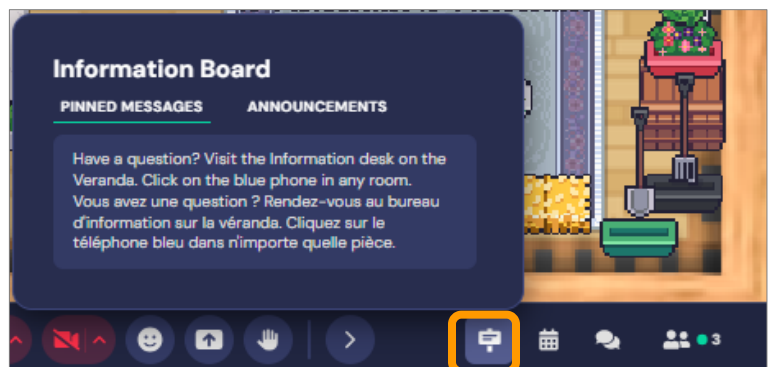 Information Board
PINNED MESSAGES ANNOUNCEMENTS
Have a question? Visit the Information desk on the
Veranda. Click on the blue phone in any room.
Vous avez une question ? Rendez-vous au bureau
d'information sur la véranda. Cliquez sur le
téléphone bleu dans n'importe quelle pièce.
3